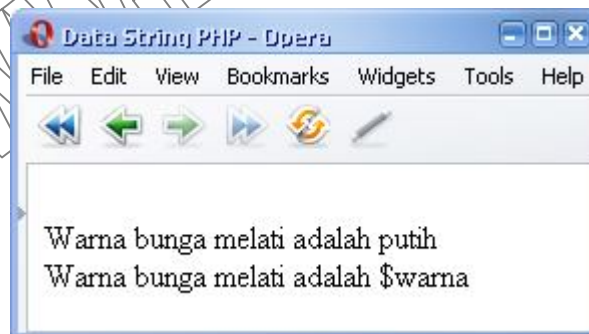 Data String PHP - Opera
File Edit View Bookmarks Widgets Tools Help
Warna bunga melati adalah putih
Warna bunga melati adalah $warna